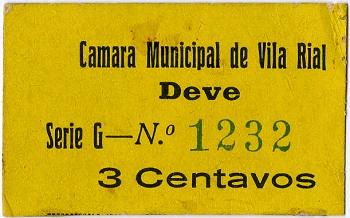 Camara Municipal de Vila Rial
Deve
Serie G—N.º 1232
3 Centavos